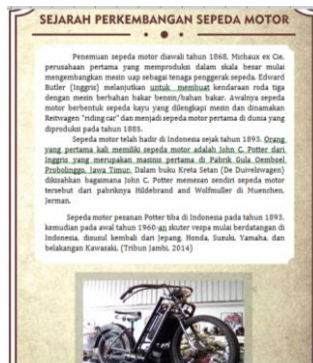 SEJARAH PERKEMBANGAN SEPEDA MOTOR
Penemuan sepeda motor diawali tahun 1868, Michaux ex Cie,
perusahaan pertama yang memproduksi dalam skala besar mulai
mengembangkan mesin uap sebagai tenaga penggerak sepeda. Edward
Butler (Inggris) melanjutkan untuk membuat kendaraan roda tiga
dengan mesin berbahan bakar bensin/bahan bakar. Awalnya sepeda
motor berbentuk sepeda kayu yang dilengkapi mesin dan dinamakan
Reitwagen "riding car" dan menjadi sepeda motor pertama di dunia yang
diproduksi pada tahun 1885.
Sepeda motor telah hadir di Indonesia sejak tahun 1893. Orang
yang pertama kali memiliki sepeda motor adalah John C. Potter dari
Inggris yang merupakan masinis pertama di Pabrik Gula Oemboel
Probolinggo, Jawa Timur. Dalam buku Kreta Setan (De Duivelswagen)
dikisahkan bagaimana John C. Potter memesan sendiri sepeda motor
tersebut dari pabriknya Hildebrand and Wolfmuller di Muenchen,
Jerman.
Sepeda motor pesanan Potter tiba di Indonesia pada tahun 1893,
kemudian pada awal tahun 1960-an skuter vespa mulai berdatangan di
Indonesia, disusul kembali dari Jepang, Honda, Suzuki, Yamaha, dan
belakangan Kawasaki. (Tribun Jambi, 2014)